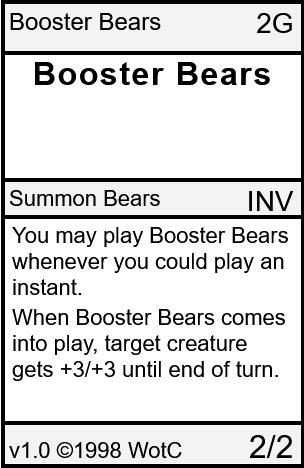 Booster Bears 2G
Booster Bears
Summon Bears INV
You may play Booster Bears
whenever you could play an
instant.
When Booster Bears comes
into play, target creature
gets +3/+3 until end of turn.
v1.0 ©1998 WotC 2/2